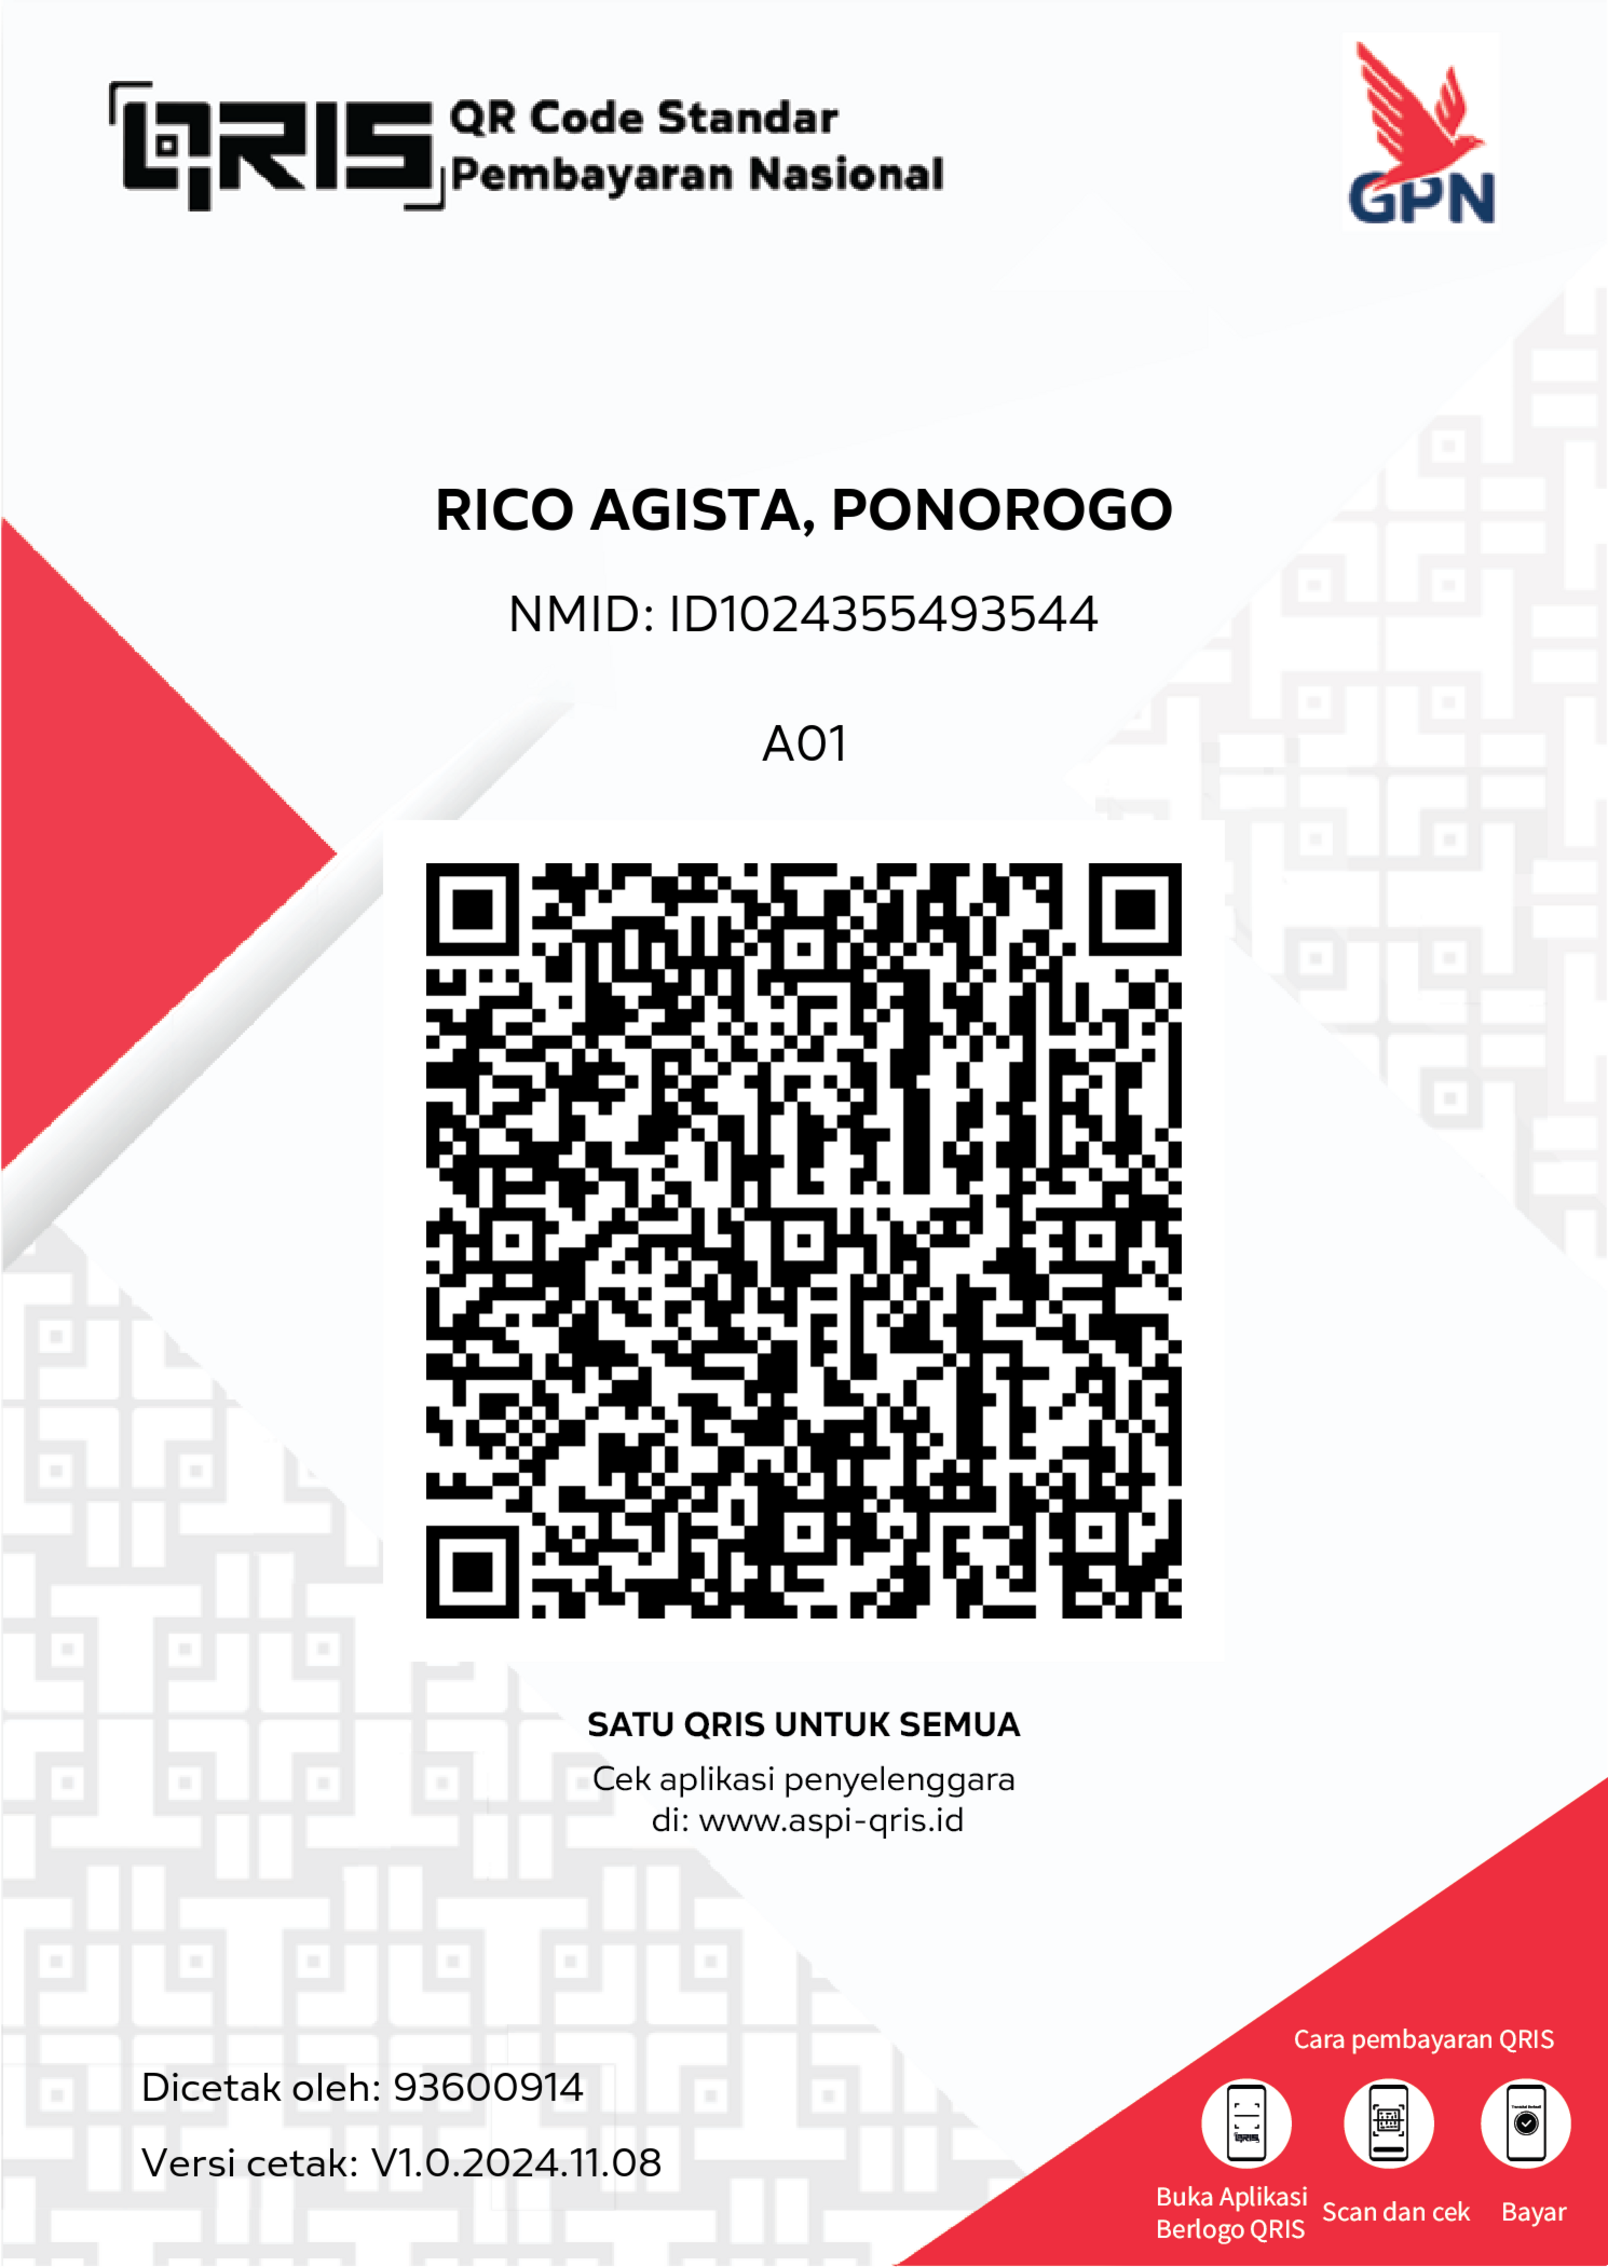 QRIS QR Code Standar
Pembayaran Nasional
GPN
RICO AGISTA, PONOROGO
NMID: ID1024355493544
A01
SATU QRIS UNTUK SEMUA
Cek aplikasi penyelenggara
di: www.aspi-qris.id
Cara pembayaran QRIS
Buka Aplikasi
Berlogo QRIS
Scan dan cek
Bayar
Dicetak oleh: 93600914
Versi cetak: V1.0.2024.11.08